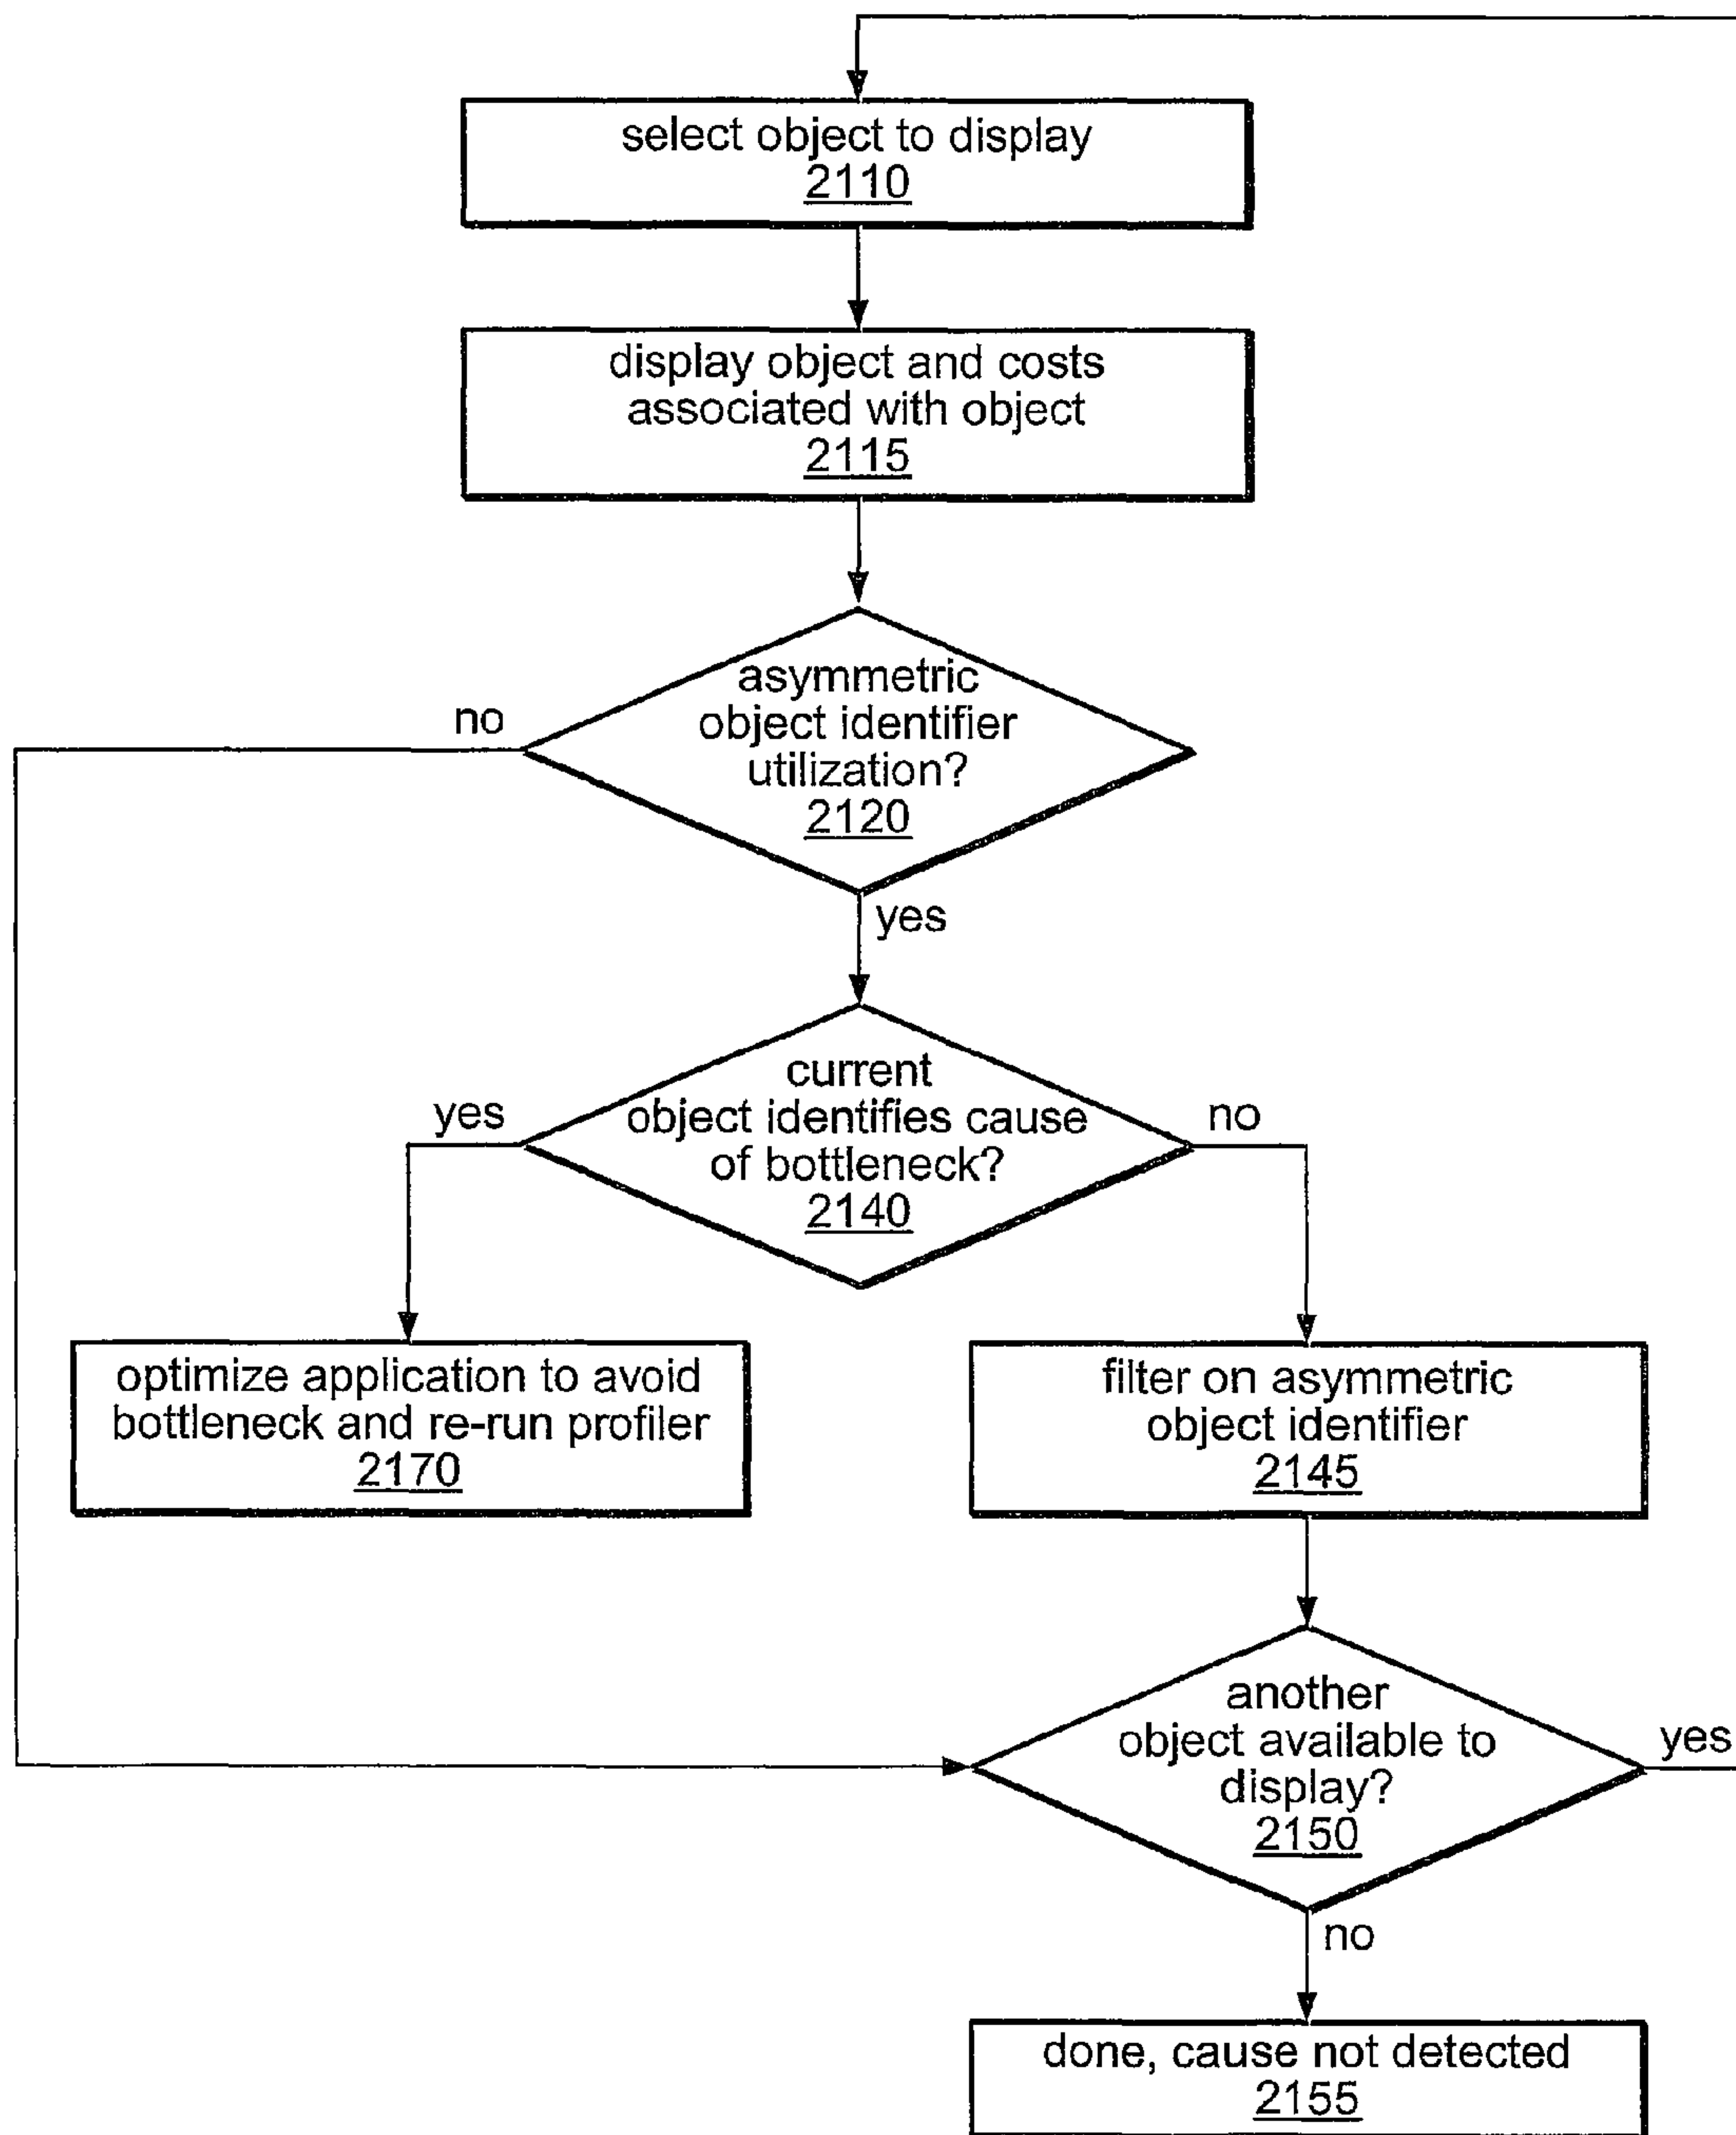 select object to display
2110
display object and costs
associated with object
2115
asymmetric
object identifier
utilization?
2120
no
yes
current
object identifies cause
of bottleneck?
2140
yes
no
optimize application to avoid
bottleneck and re-run profiler
2170
filter on asymmetric
object identifier
2145
another
object available to
display?
2150
yes
no
done, cause not detected
2155